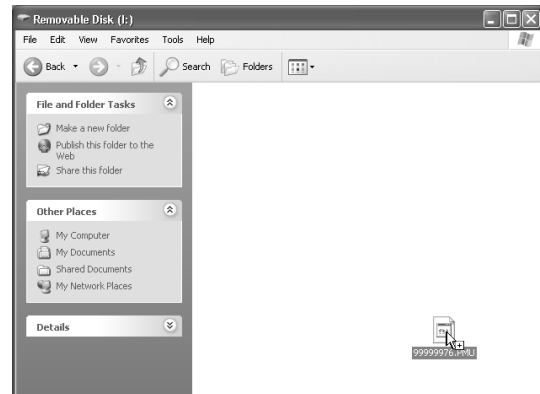 Removable Disk (I:)
File Edit View Favorites Tools Help
Back Search Folders
File and Folder Tasks
Make a new folder
Publish this folder to the
Web
Share this folder
Other Places
My Computer
My Documents
Shared Documents
My Network Places
Details
99999976.PMU